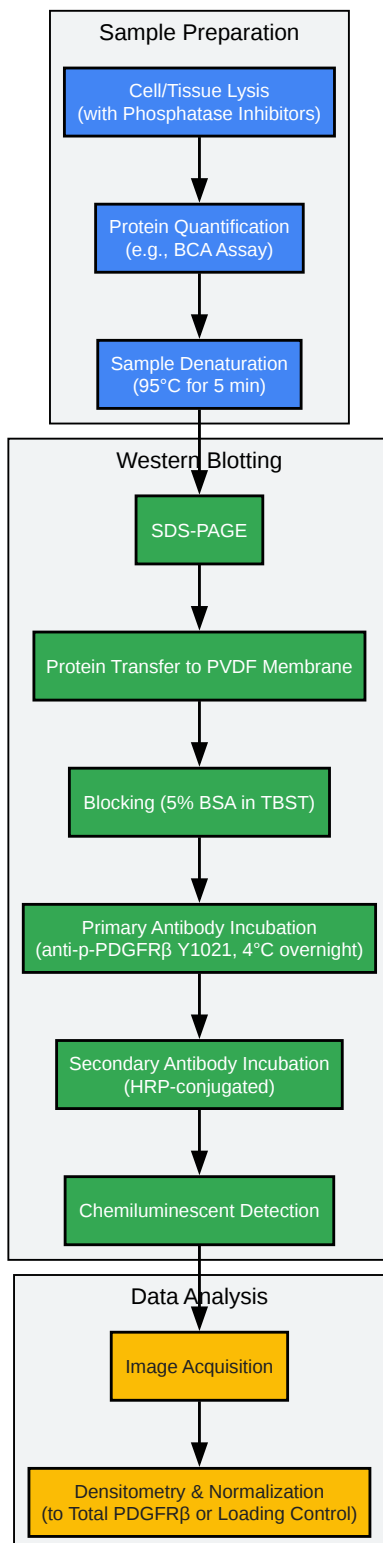 Sample Preparation
Cell/Tissue Lysis
(with Phosphatase Inhibitors)
Protein Quantification
(e.g., BCA Assay)
Sample Denaturation
(95°C for 5 min)
Western Blotting
SDS-PAGE
Protein Transfer to PVDF Membrane
Blocking (5% BSA in TBST)
Primary Antibody Incubation
(anti-p-PDGFRβ Y1021, 4°C overnight)
Secondary Antibody Incubation
(HRP-conjugated)
Chemiluminescent Detection
Data Analysis
Image Acquisition
Densitometry & Normalization
(to Total PDGFRβ or Loading Control)